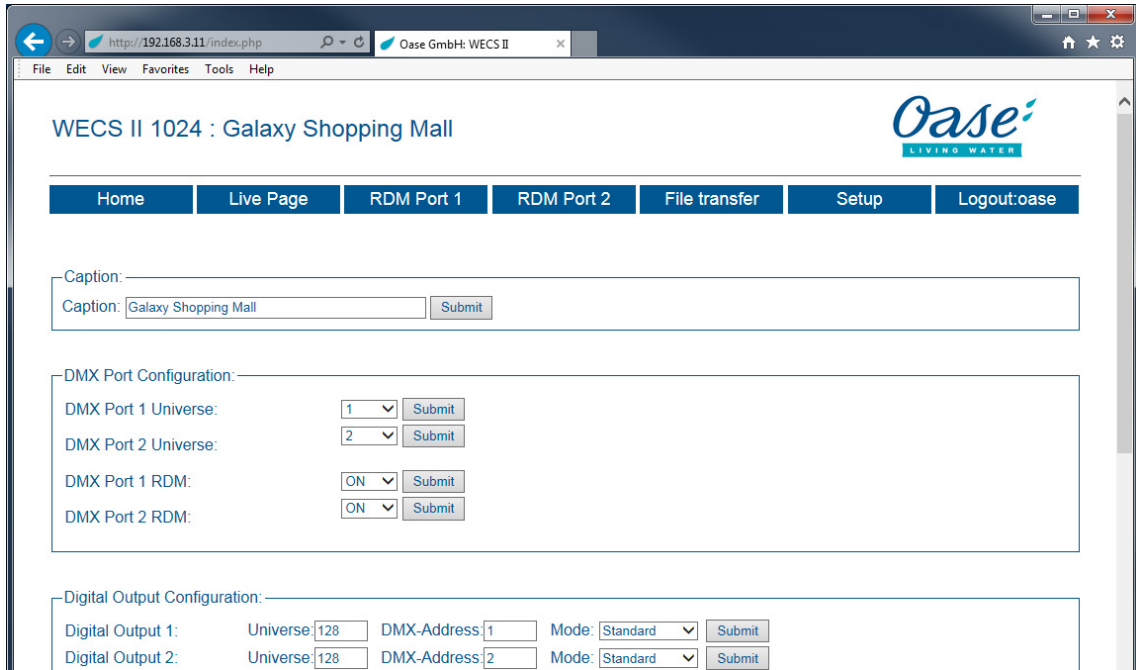 http://192.168.3.11/index.php
Oase GmbH: WECS II
File Edit View Favorites Tools Help
WECS II 1024 : Galaxy Shopping Mall
Oase
LIVING WATER
Home Live Page RDM Port 1 RDM Port 2 File transfer Setup Logout:oase
Caption:
Caption: Galaxy Shopping Mall Submit
DMX Port Configuration:
DMX Port 1 Universe: 1 Submit
DMX Port 2 Universe: 2 Submit
DMX Port 1 RDM: ON Submit
DMX Port 2 RDM: ON Submit
Digital Output Configuration:
Digital Output 1: Universe: 128 DMX-Address: 1 Mode: Standard Submit
Digital Output 2: Universe: 128 DMX-Address: 2 Mode: Standard Submit